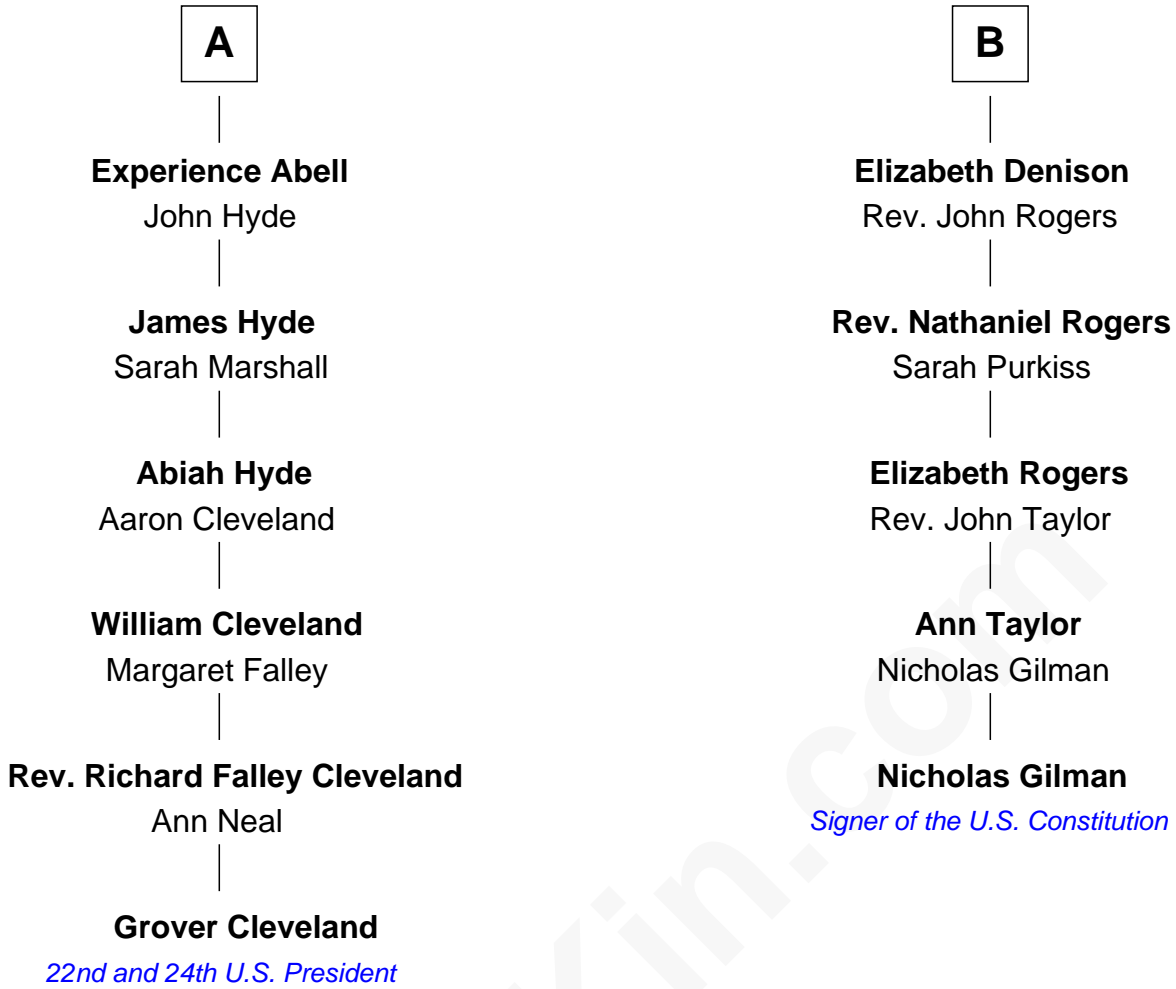 A
Experience Abell
John Hyde
James Hyde
Sarah Marshall
Abiah Hyde
Aaron Cleveland
William Cleveland
Margaret Falley
Rev. Richard Falley Cleveland
Ann Neal
Grover Cleveland
22nd and 24th U.S. President
B
Elizabeth Denison
Rev. John Rogers
Rev. Nathaniel Rogers
Sarah Purkiss
Elizabeth Rogers
Rev. John Taylor
Ann Taylor
Nicholas Gilman
Nicholas Gilman
Signer of the U.S. Constitution
Kin.com